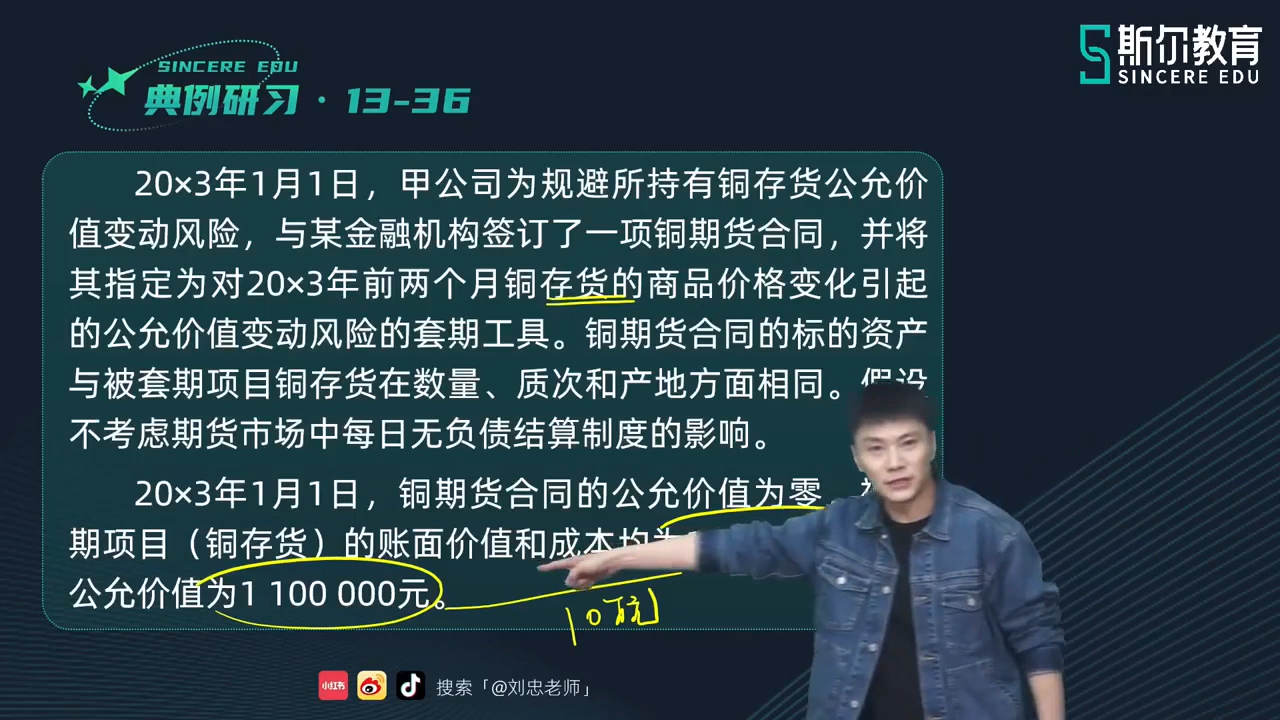 SINCERE EDU
典例研习·13-36
斯尔教育
SINCERE EDU
20×3年1月1日，甲公司为规避所持有铜存货公允价
值变动风险，与某金融机构签订了一项铜期货合同，并将
其指定为对20×3年前两个月铜存货的商品价格变化引起
的公允价值变动风险的套期工具。铜期货合同的标的资产
与被套期项目铜存货在数量、质次和产地方面相同。假设
不考虑期货市场中每日无负债结算制度的影响。
20×3年1月1日，铜期货合同的公允价值为零，
期项目（铜存货）的账面价值和成本均为
公允价值为1 100 000元。
10万元
小红书
搜索「@刘忠老师」